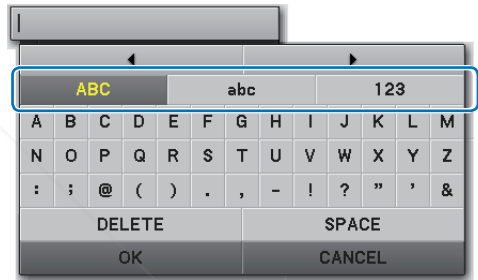 ◀ ▶
ABC abc 123
A B C D E F G H I J K L M
N O P Q R S T U V W X Y Z
: ; @ ( ) . , - ! ? ” ’ &
DELETE SPACE
OK CANCEL